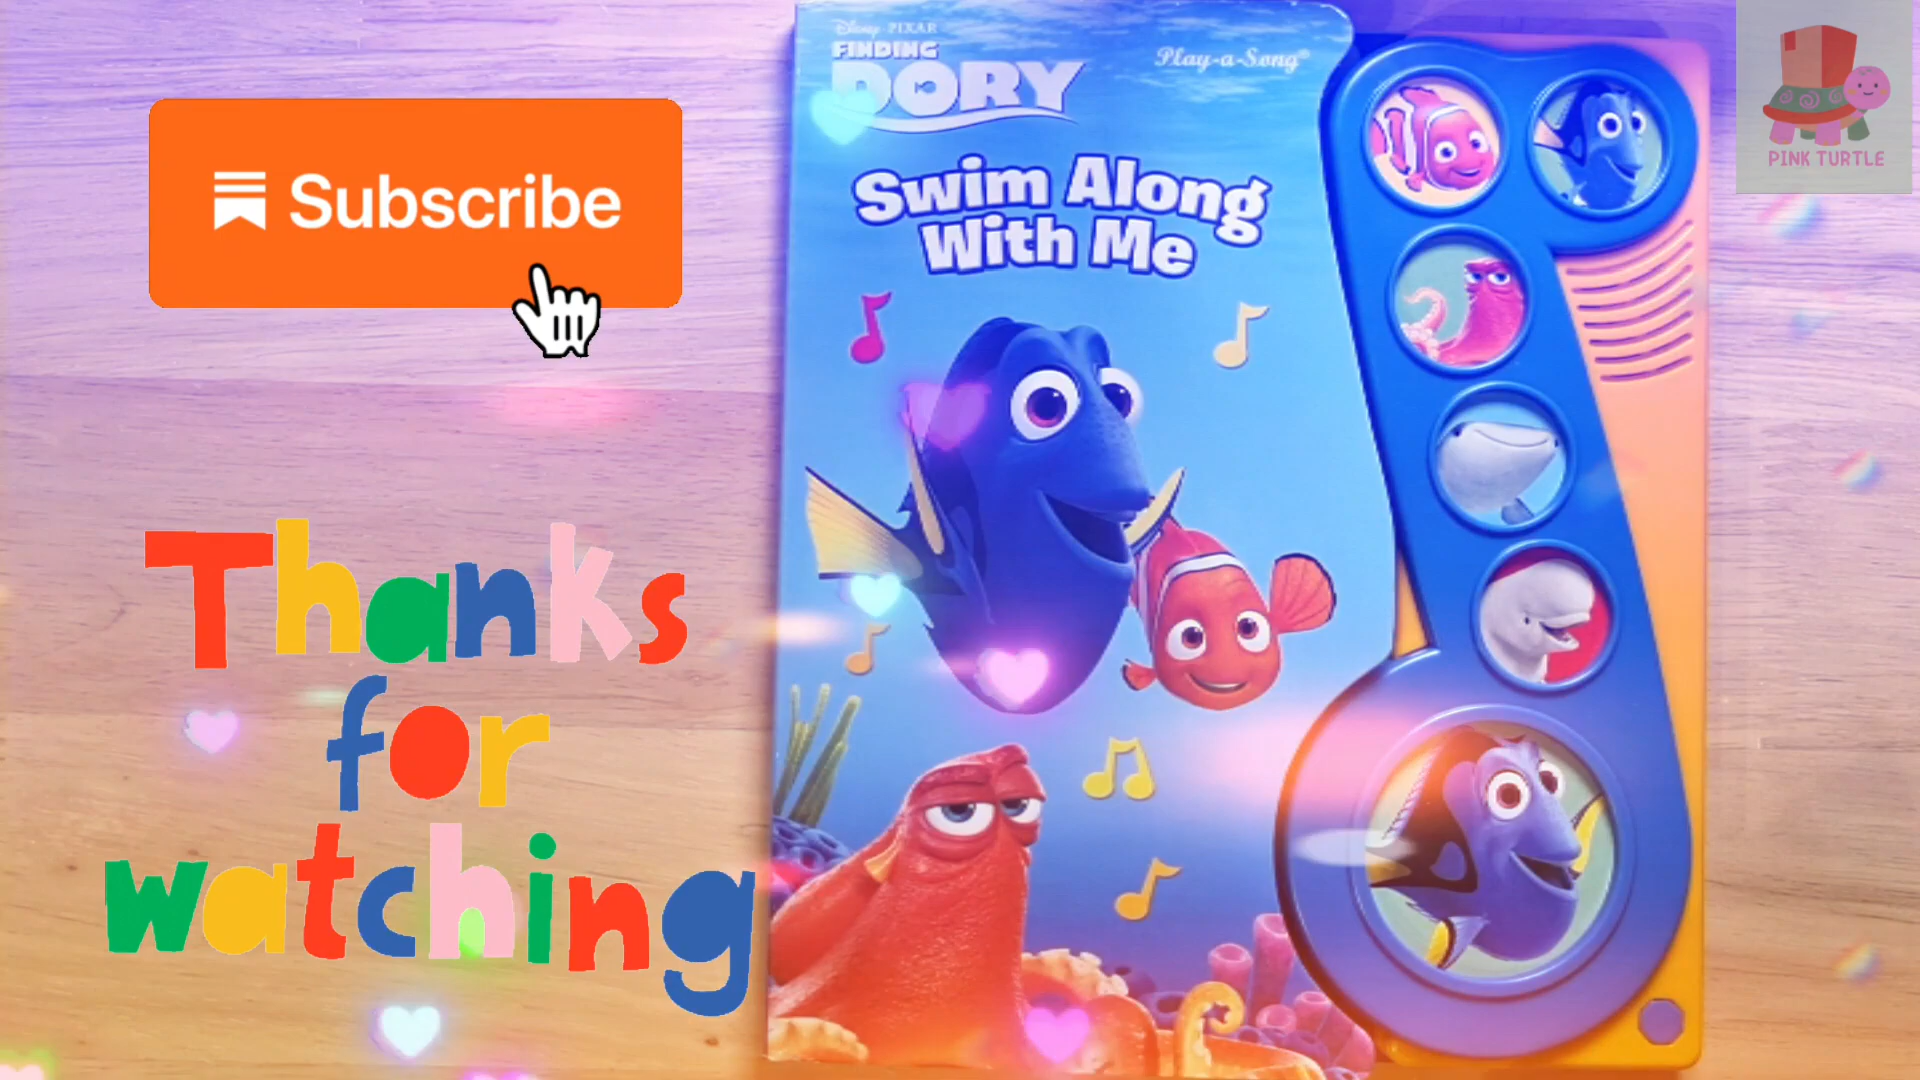 Subscribe
Thanks
for
watching
Disney PIXAR
FINDING
DORY
Play-a-Song®
Swim Along
With Me
PINK TURTLE